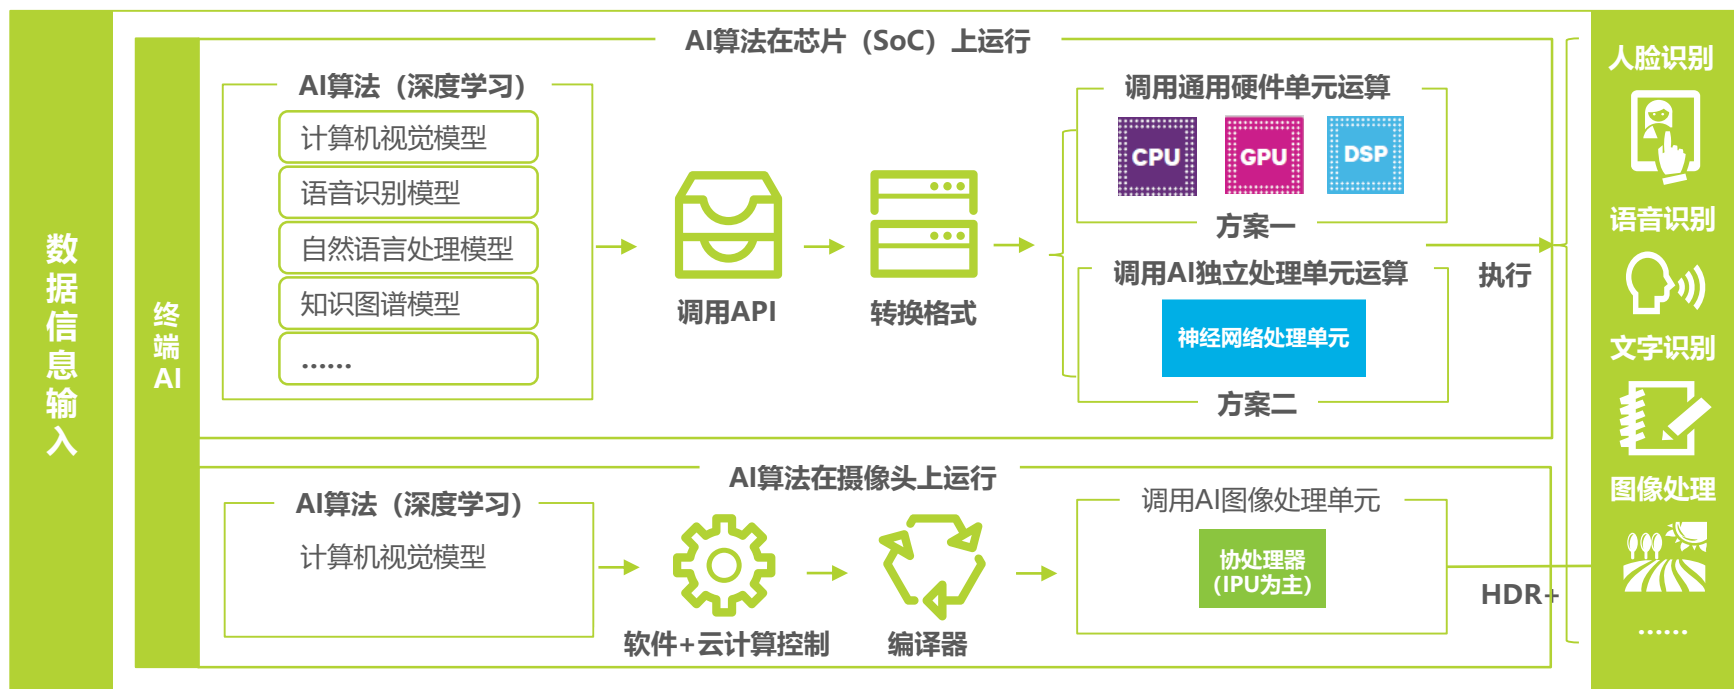 数据信息输入
终端AI
AI算法在芯片（SoC）上运行
AI算法（深度学习）
计算机视觉模型
语音识别模型
自然语言处理模型
知识图谱模型
……
调用API
转换格式
调用通用硬件单元运算
CPU
GPU
DSP
方案一
调用AI独立处理单元运算
神经网络处理单元
方案二
执行
AI算法在摄像头上运行
AI算法（深度学习）
计算机视觉模型
软件+云计算控制
编译器
调用AI图像处理单元
协处理器
（IPU为主）
HDR+
人脸识别
语音识别
文字识别
图像处理
……